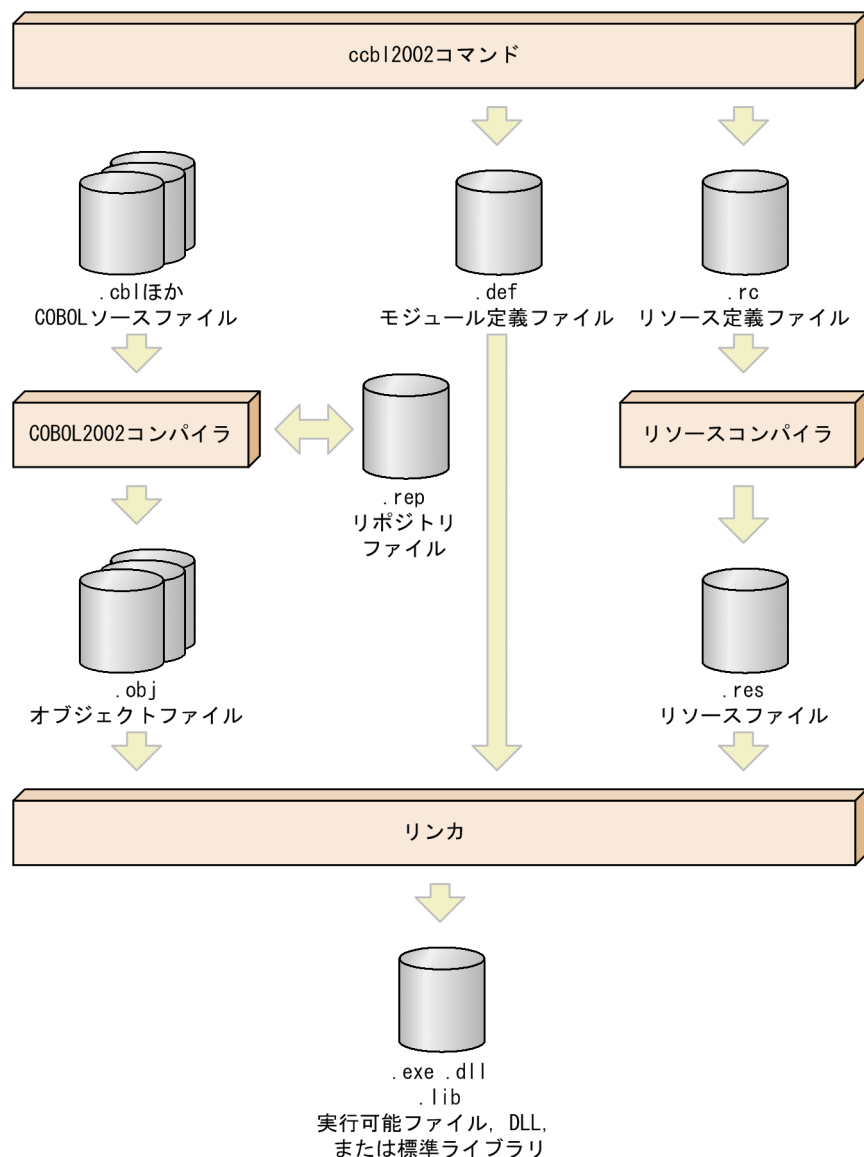 ccbl2002コマンド
.cblほか
COBOLソースファイル
.def
モジュール定義ファイル
.rc
リソース定義ファイル
COBOL2002コンパイラ
.rep
リポジトリ
ファイル
リソースコンパイラ
.obj
オブジェクトファイル
.res
リソースファイル
リンカ
.exe .dll
.lib
実行可能ファイル, DLL,
または標準ライブラリ